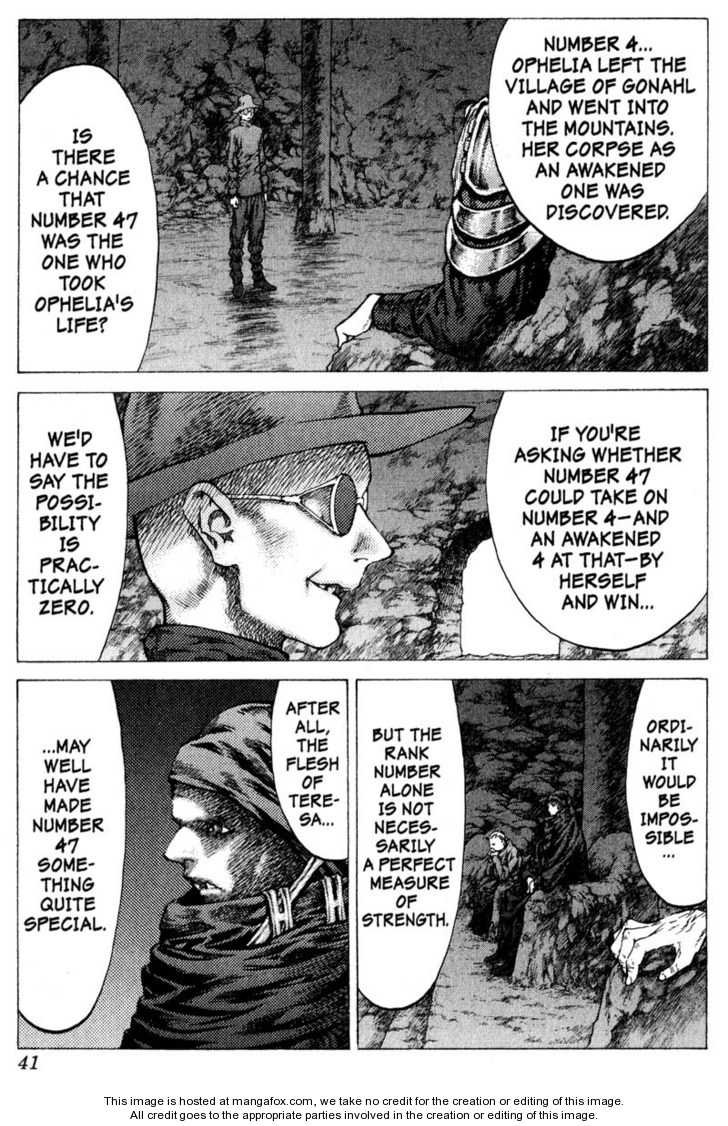 NUMBER 4...
OPHELIA LEFT THE
VILLAGE OF GONAHL
AND WENT INTO
THE MOUNTAINS.
HER CORPSE AS
AN AWAKENED
ONE WAS
DISCOVERED.
IS
THERE
A CHANCE
THAT
NUMBER 47
WAS THE
ONE WHO
TOOK
OPHELIA'S
LIFE?
IF YOU'RE
ASKING WHETHER
NUMBER 47
COULD TAKE ON
NUMBER 4—AND
AN AWAKENED
4 AT THAT—BY
HERSELF
AND WIN...
WE'D
HAVE TO
SAY THE
POSSI-
BILITY
IS
PRAC-
TICALLY
ZERO.
ORDI-
NARILY
IT
WOULD
BE
IMPOS-
SIBLE
...
BUT THE
RANK
NUMBER
ALONE
IS NOT
NECES-
SARILY
A PERFECT
MEASURE
OF
STRENGTH.
AFTER
ALL,
THE
FLESH
OF
TERE-
SA...
...MAY
WELL
HAVE
MADE
NUMBER
47
SOME-
THING
QUITE
SPECIAL.
41
This image is hosted at mangafox.com, we take no credit for the creation or editing of this image.
All credit goes to the appropriate parties involved in the creation or editing of this image.